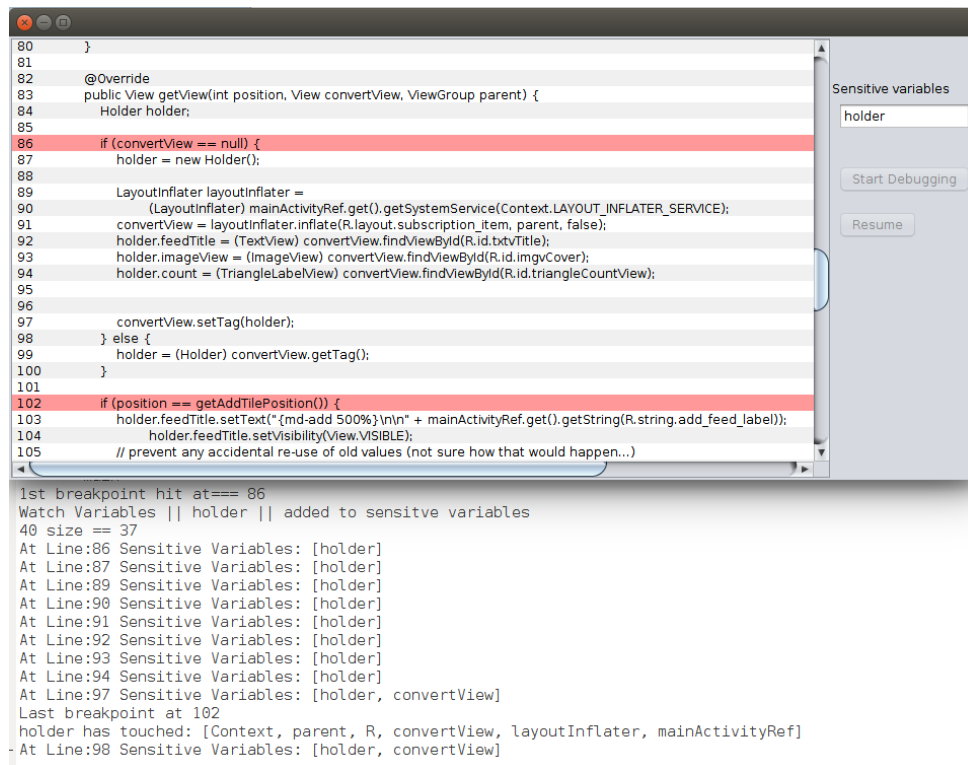 80 }
81
82 @Override
83 public View getView(int position, View convertView, ViewGroup parent) {
84 Holder holder;
85
86 if (convertView == null) {
87 holder = new Holder();
88
89 LayoutInflater layoutInflater =
90 (LayoutInflater) mainActivityRef.get().getSystemService(Context.LAYOUT_INFLATER_SERVICE);
91 convertView = layoutInflater.inflate(R.layout.subscription_item, parent, false);
92 holder.feedTitle = (TextView) convertView.findViewById(R.id.txtvTitle);
93 holder.imageView = (ImageView) convertView.findViewById(R.id.imgvCover);
94 holder.count = (TriangleLabelView) convertView.findViewById(R.id.triangleCountView);
95
96
97 convertView.setTag(holder);
98 } else {
99 holder = (Holder) convertView.getTag();
100 }
101
102 if (position == getAddTilePosition()) {
103 holder.feedTitle.setText("{md-add 500%}\n\n" + mainActivityRef.get().getString(R.string.add_feed_label));
104 holder.feedTitle.setVisibility(View.VISIBLE);
105 // prevent any accidental re-use of old values (not sure how that would happen...)
Sensitive variables
holder
Start Debugging
Resume
1st breakpoint hit at=== 86
Watch Variables || holder || added to sensitve variables
40 size == 37
At Line:86 Sensitive Variables: [holder]
At Line:87 Sensitive Variables: [holder]
At Line:89 Sensitive Variables: [holder]
At Line:90 Sensitive Variables: [holder]
At Line:91 Sensitive Variables: [holder]
At Line:92 Sensitive Variables: [holder]
At Line:93 Sensitive Variables: [holder]
At Line:94 Sensitive Variables: [holder]
At Line:97 Sensitive Variables: [holder, convertView]
Last breakpoint at 102
holder has touched: [Context, parent, R, convertView, layoutInflater, mainActivityRef]
At Line:98 Sensitive Variables: [holder, convertView]